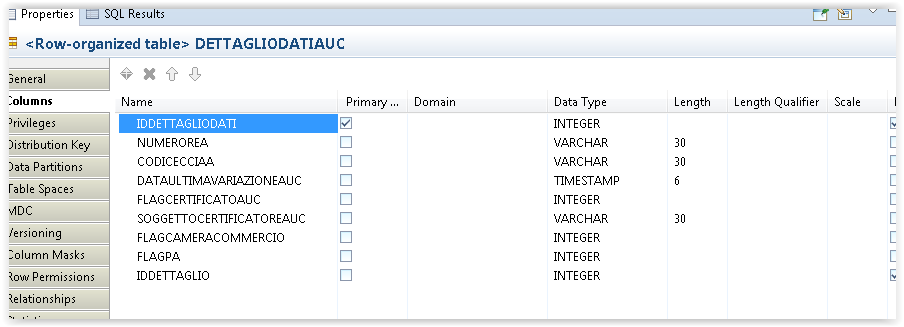 Properties SQL Results
<Row-organized table> DETTAGLIODATIAUC
General
Columns
Privileges
Distribution Key
Data Partitions
Table Spaces
MDC
Versioning
Column Masks
Row Permissions
Relationships
Name Primary ... Domain Data Type Length Length Qualifier Scale
IDDETTAGLIODATI INTEGER
NUMEROREA VARCHAR 30
CODICECCIAA VARCHAR 30
DATAULTIMAVARIAZIONEAUC TIMESTAMP 6
FLAGCERTIFICATOAUC INTEGER
SOGGETTOCERTIFICATOREAUC VARCHAR 30
FLAGCAMERACOMMERCIO INTEGER
FLAGPA INTEGER
IDDETTAGLIO INTEGER